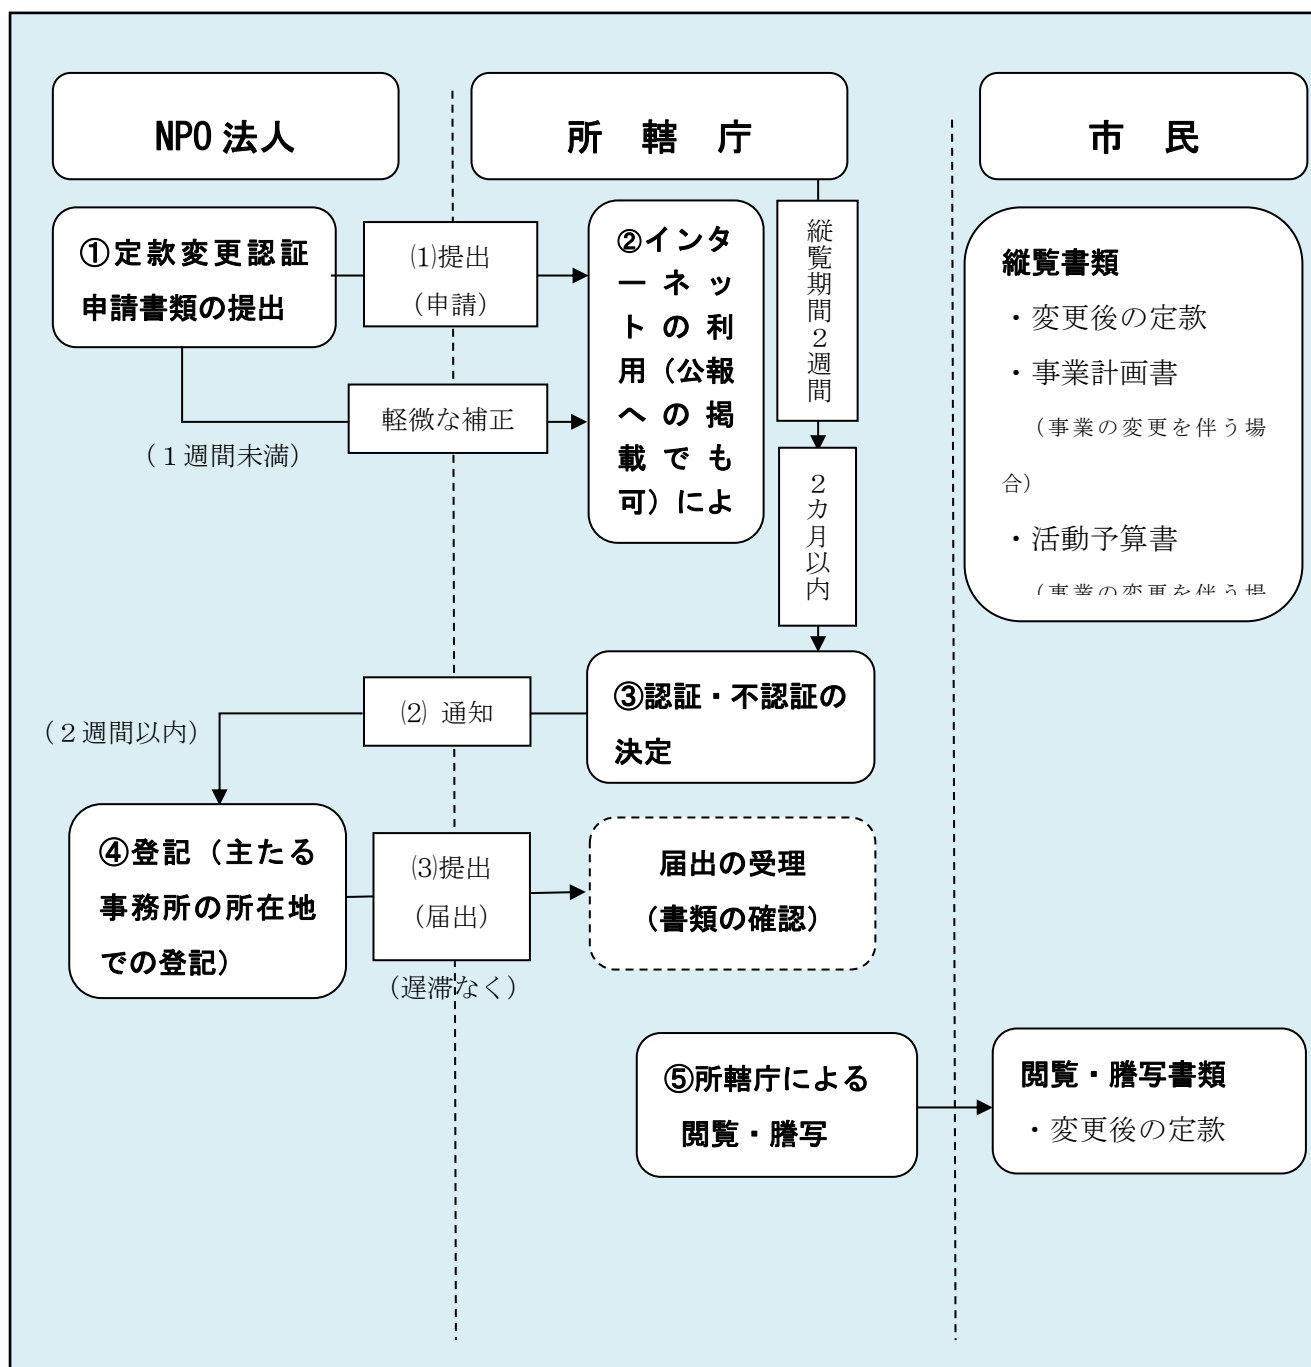 NPO 法人
所 轄 庁
市 民
①定款変更認証
申請書類の提出
⑴提出
（申請）
軽微な補正
（１週間未満）
②インタ
ーネッ
トの利
用（公報
への掲
載でも
可）によ
縦覧期間２週間
２カ月以内
縦覧書類
・変更後の定款
・事業計画書
（事業の変更を伴う場
合）
・活動予算書
（事業の変更を伴う場
③認証・不認証の
決定
⑵ 通知
（２週間以内）
④登記（主たる
事務所の所在地
での登記）
⑶提出
（届出）
（遅滞なく）
届出の受理
（書類の確認）
⑤所轄庁による
閲覧・謄写
閲覧・謄写書類
・変更後の定款